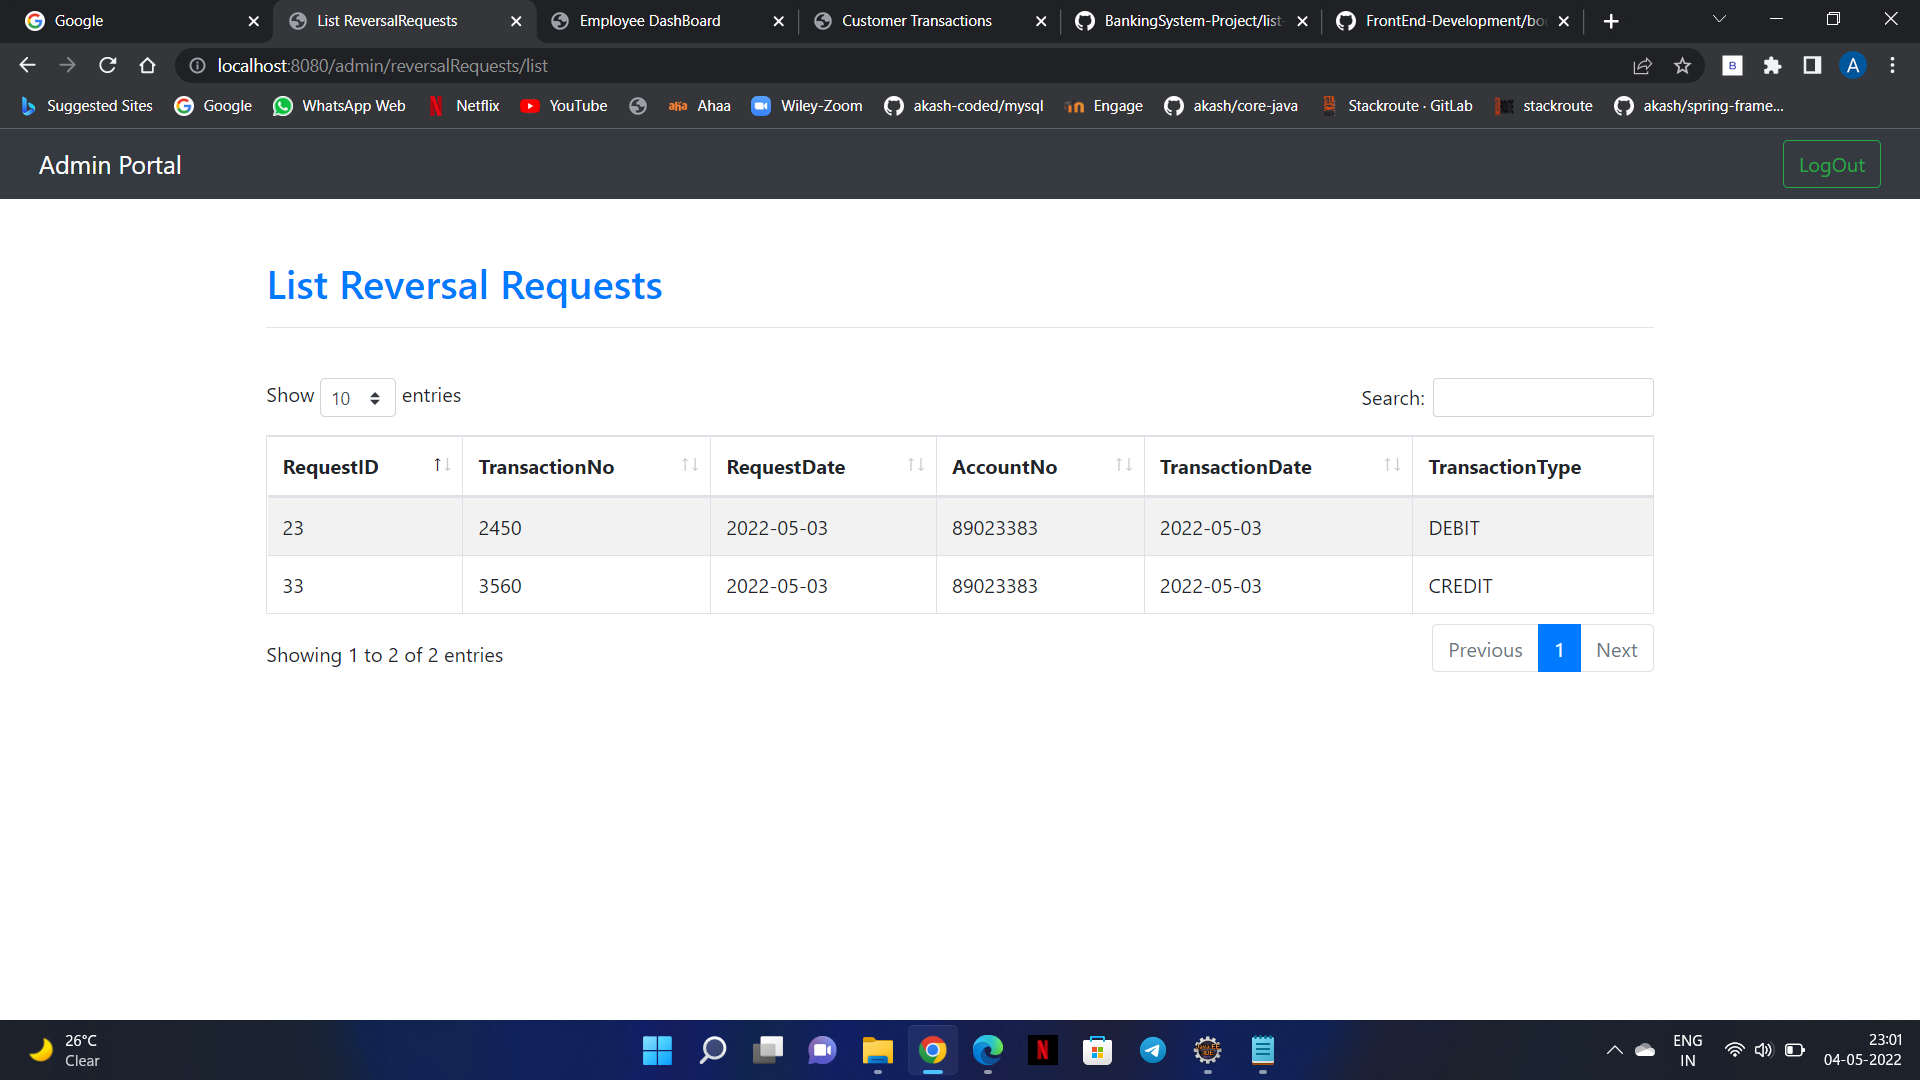 Google
List ReversalRequests
Employee DashBoard
Customer Transactions
BankingSystem-Project/list-
FrontEnd-Development/boo
localhost:8080/admin/reversalRequests/list
B
A
Suggested Sites
Google
WhatsApp Web
Netflix
YouTube
aha
Ahaa
Wiley-Zoom
akash-coded/mysql
Engage
akash/core-java
Stackroute · GitLab
stackroute
akash/spring-frame...
Admin Portal
LogOut
List Reversal Requests
Show 10 entries
Search:
RequestID TransactionNo RequestDate AccountNo TransactionDate TransactionType
23 2450 2022-05-03 89023383 2022-05-03 DEBIT
33 3560 2022-05-03 89023383 2022-05-03 CREDIT
Showing 1 to 2 of 2 entries
Previous 1 Next
26°C
Clear
ENG
IN
23:01
04-05-2022